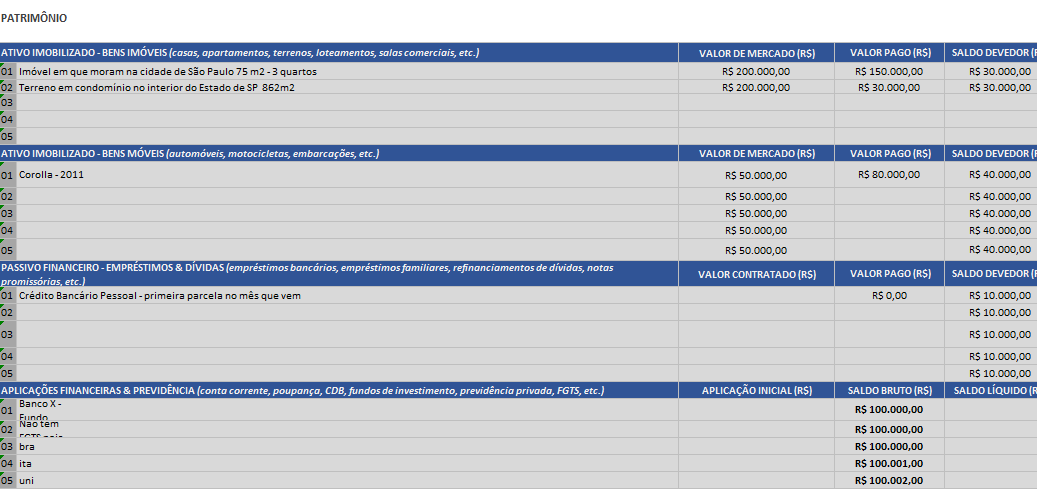 PATRIMÔNIO
ATIVO IMOBILIZADO - BENS IMÓVEIS (casas, apartamentos, terrenos, loteamentos, salas comerciais, etc.) VALOR DE MERCADO (R$) VALOR PAGO (R$) SALDO DEVEDOR (R
01 Imóvel em que moram na cidade de São Paulo 75 m2 - 3 quartos R$ 200.000,00 R$ 150.000,00 R$ 30.000,00
02 Terreno em condomínio no interior do Estado de SP 862m2 R$ 200.000,00 R$ 30.000,00 R$ 30.000,00
03
04
05
ATIVO IMOBILIZADO - BENS MÓVEIS (automóveis, motocicletas, embarcações, etc.) VALOR DE MERCADO (R$) VALOR PAGO (R$) SALDO DEVEDOR (R
01 Corolla - 2011 R$ 50.000,00 R$ 80.000,00 R$ 40.000,00
02 R$ 50.000,00 R$ 40.000,00
03 R$ 50.000,00 R$ 40.000,00
04 R$ 50.000,00 R$ 40.000,00
05 R$ 50.000,00 R$ 40.000,00
PASSIVO FINANCEIRO - EMPRÉSTIMOS & DÍVIDAS (empréstimos bancários, empréstimos familiares, refinanciamentos de dívidas, notas
promissórias, etc.) VALOR CONTRATADO (R$) VALOR PAGO (R$) SALDO DEVEDOR (R
01 Crédito Bancário Pessoal - primeira parcela no mês que vem R$ 0,00 R$ 10.000,00
02 R$ 10.000,00
03 R$ 10.000,00
04 R$ 10.000,00
05 R$ 10.000,00
APLICAÇÕES FINANCEIRAS & PREVIDÊNCIA (conta corrente, poupança, CDB, fundos de investimento, previdência privada, FGTS, etc.) APLICAÇÃO INICIAL (R$) SALDO BRUTO (R$) SALDO LÍQUIDO (R
01 Banco X - R$ 100.000,00
Fundo
02 Não tem R$ 100.000,00
03 bra R$ 100.000,00
04 ita R$ 100.001,00
05 uni R$ 100.002,00